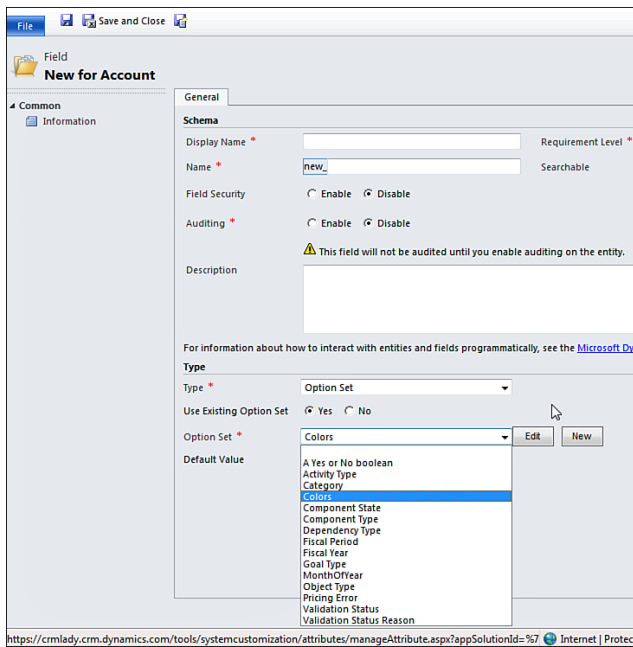 File
Save and Close
Field
New for Account
Common
Information
General
Schema
Display Name *
Requirement Level *
Name * new_ Searchable
Field Security Enable Disable
Auditing * Enable Disable
This field will not be audited until you enable auditing on the entity.
Description
For information about how to interact with entities and fields programmatically, see the Microsoft Dy
Type
Type * Option Set
Use Existing Option Set Yes No
Option Set * Colors Edit New
Default Value
A Yes or No boolean
Activity Type
Category
Colors
Component State
Component Type
Dependency Type
Fiscal Period
Fiscal Year
Goal Type
MonthOfYear
Object Type
Pricing Error
Validation Status
Validation Status Reason
https://crmlady.crm.dynamics.com/tools/systemcustomization/attributes/manageAttribute.aspx?appSolutionId=%7 Internet | Protec